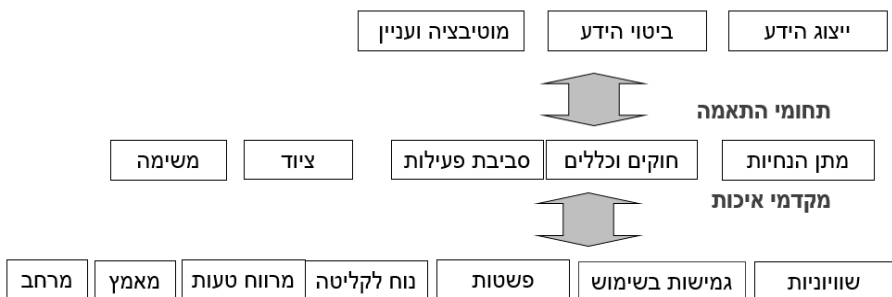 ייצוג הידע ביטוי הידע מוטיבציה ועניין
תחומי התאמה
מתן הנחיות חוקים וכללים סביבת פעילות ציוד משימה
מקדמי איכות
שוויוניות גמישות בשימוש פשטות נוח לקליטה מרווח טעות מאמץ מרחב